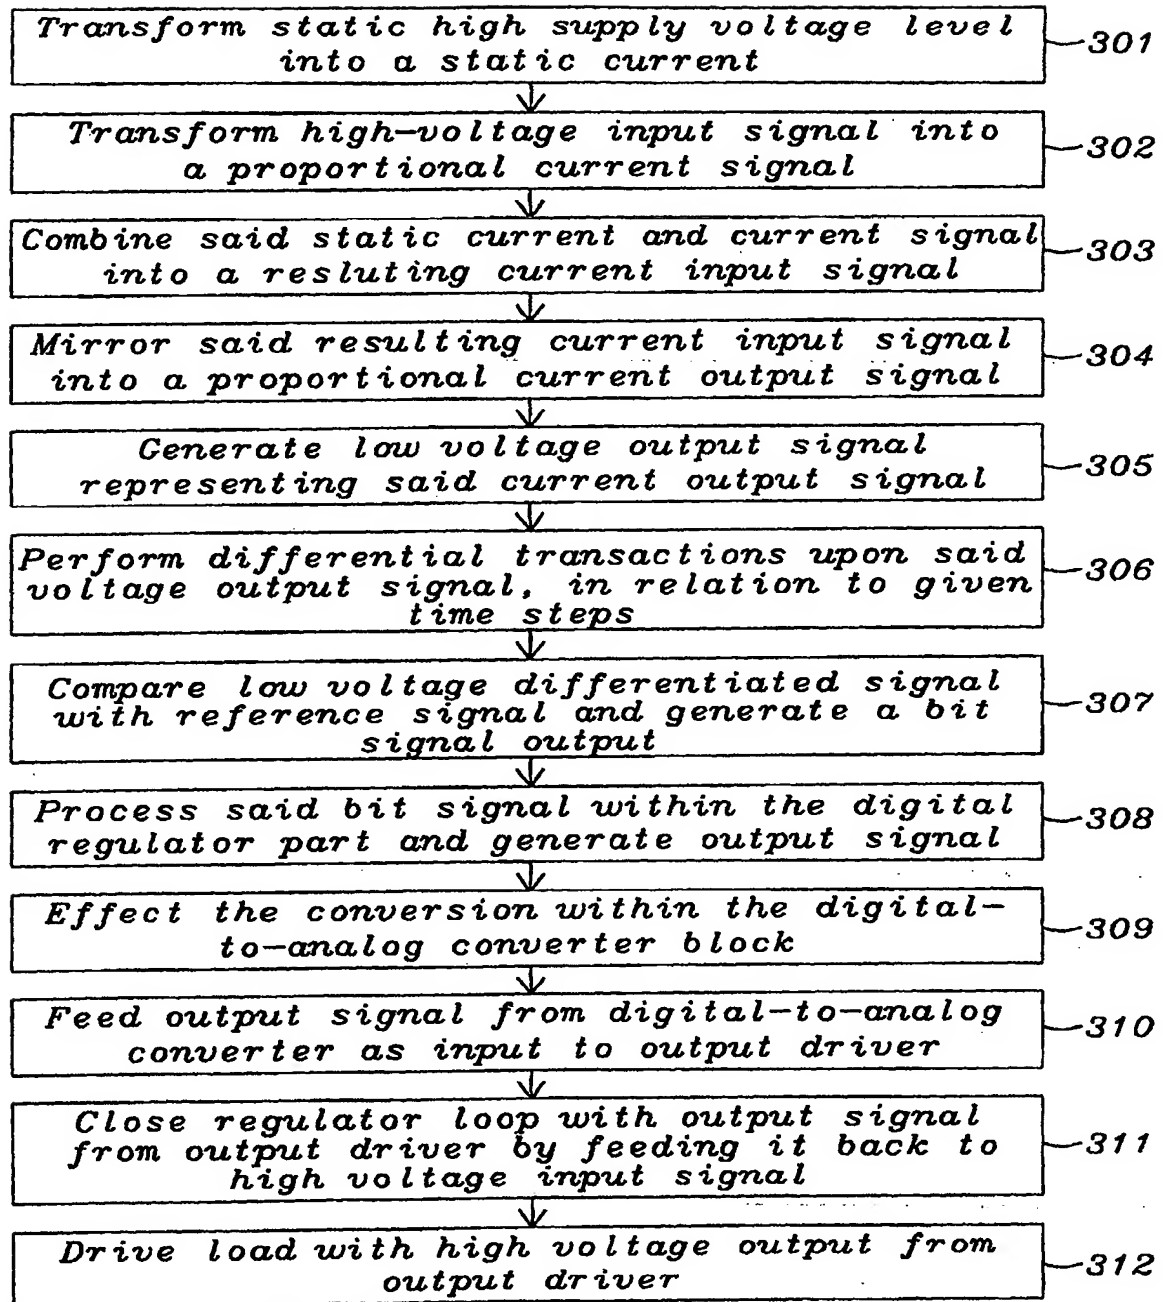 Transform static high supply voltage level
into a static current
301
Transform high-voltage input signal into
a proportional current signal
302
Combine said static current and current signal
into a resluting current input signal
303
Mirror said resulting current input signal
into a proportional current output signal
304
Generate low voltage output signal
representing said current output signal
305
Perform differential transactions upon said
voltage output signal, in relation to given
time steps
306
Compare low voltage differentiated signal
with reference signal and generate a bit
signal output
307
Process said bit signal within the digital
regulator part and generate output signal
308
Effect the conversion within the digital-
to-analog converter block
309
Feed output signal from digital-to-analog
converter as input to output driver
310
Close regulator loop with output signal
from output driver by feeding it back to
high voltage input signal
311
Drive load with high voltage output from
output driver
312